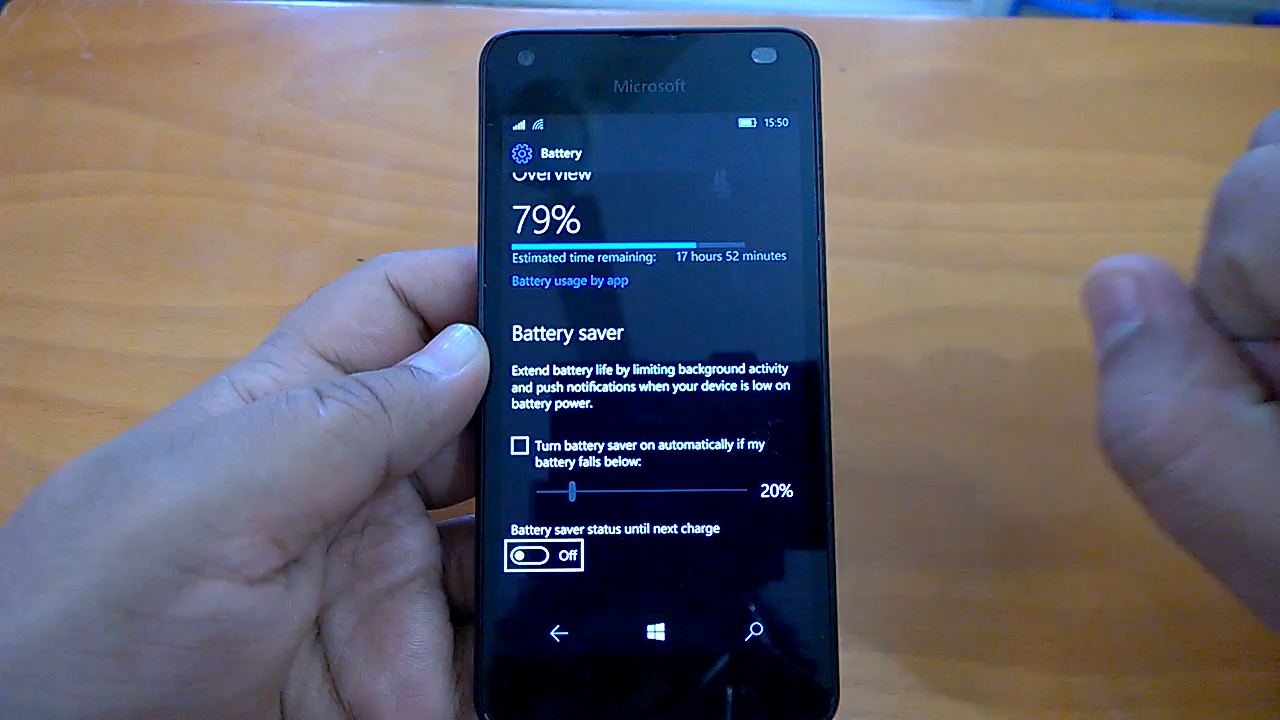 Microsoft
15:50
Battery
Overview
79%
Estimated time remaining: 17 hours 52 minutes
Battery usage by app
Battery saver
Extend battery life by limiting background activity
and push notifications when your device is low on
battery power.
Turn battery saver on automatically if my
battery falls below:
20%
Battery saver status until next charge
Off